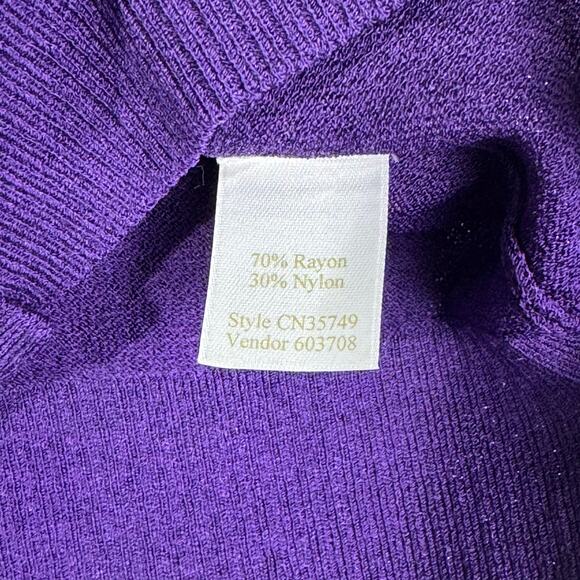 70% Rayon
30% Nylon
Style CN35749
Vendor 603708